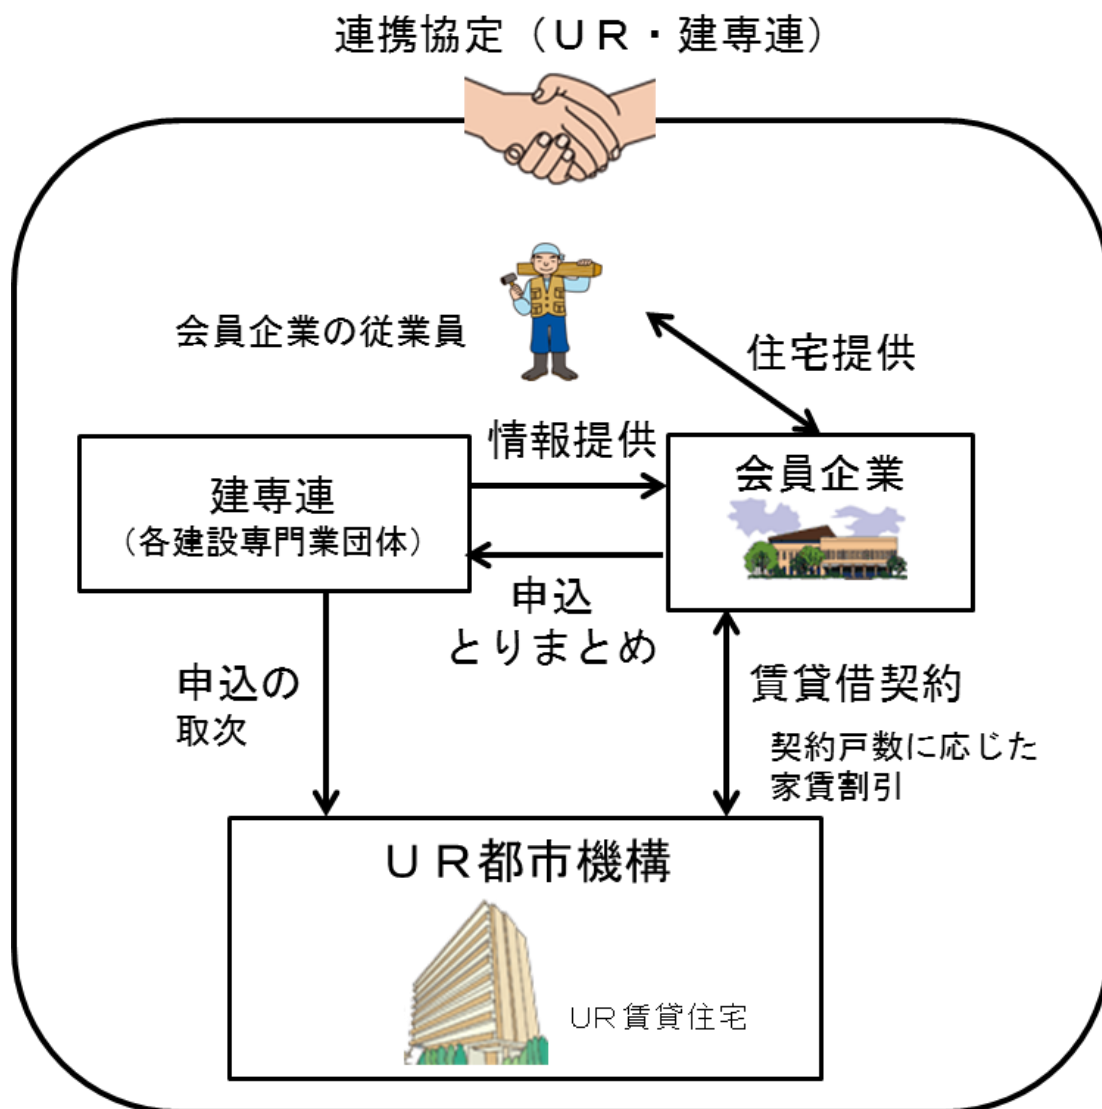 連携協定（ＵＲ・建専連）
会員企業の従業員
住宅提供
情報提供
会員企業
建専連
（各建設専門業団体）
申込
とりまとめ
申込の
取次
賃貸借契約
契約戸数に応じた
家賃割引
ＵＲ都市機構
UR賃貸住宅